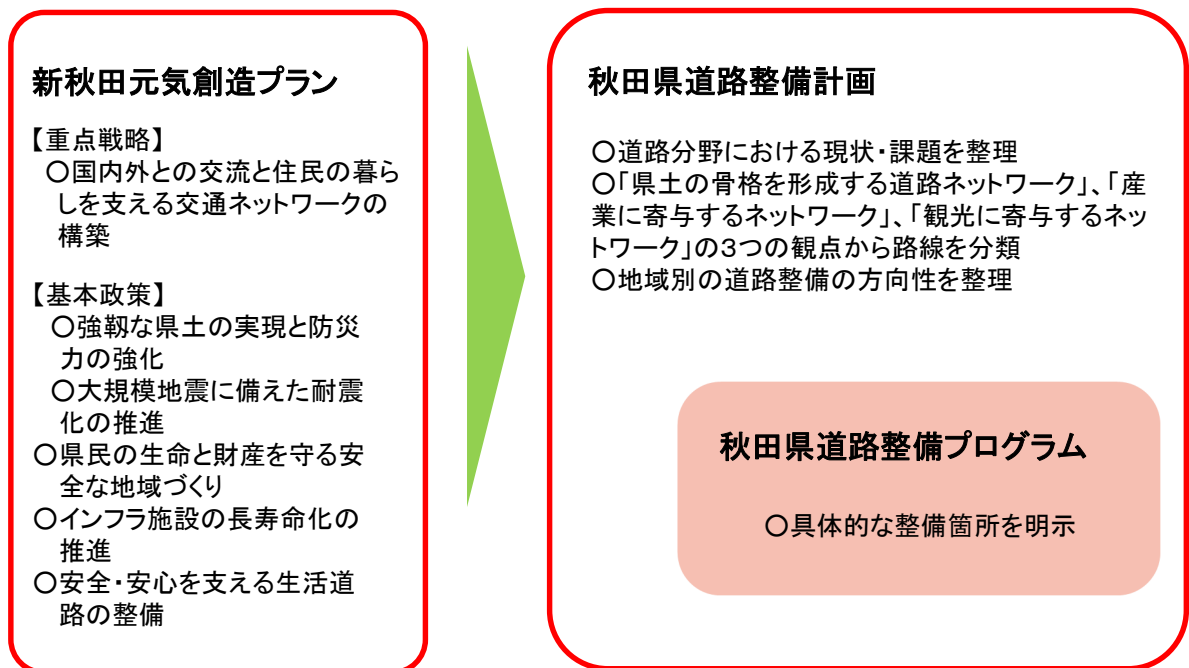 新秋田元気創造プラン
【重点戦略】
〇国内外との交流と住民の暮ら
しを支える交通ネットワークの
構築
【基本政策】
〇強靱な県土の実現と防災
力の強化
〇大規模地震に備えた耐震
化の推進
〇県民の生命と財産を守る安
全な地域づくり
〇インフラ施設の長寿命化の
推進
〇安全・安心を支える生活道
路の整備
秋田県道路整備計画
〇道路分野における現状・課題を整理
〇「県土の骨格を形成する道路ネットワーク」、「産
業に寄与するネットワーク」、「観光に寄与するネッ
トワーク」の３つの観点から路線を分類
〇地域別の道路整備の方向性を整理
秋田県道路整備プログラム
〇具体的な整備箇所を明示